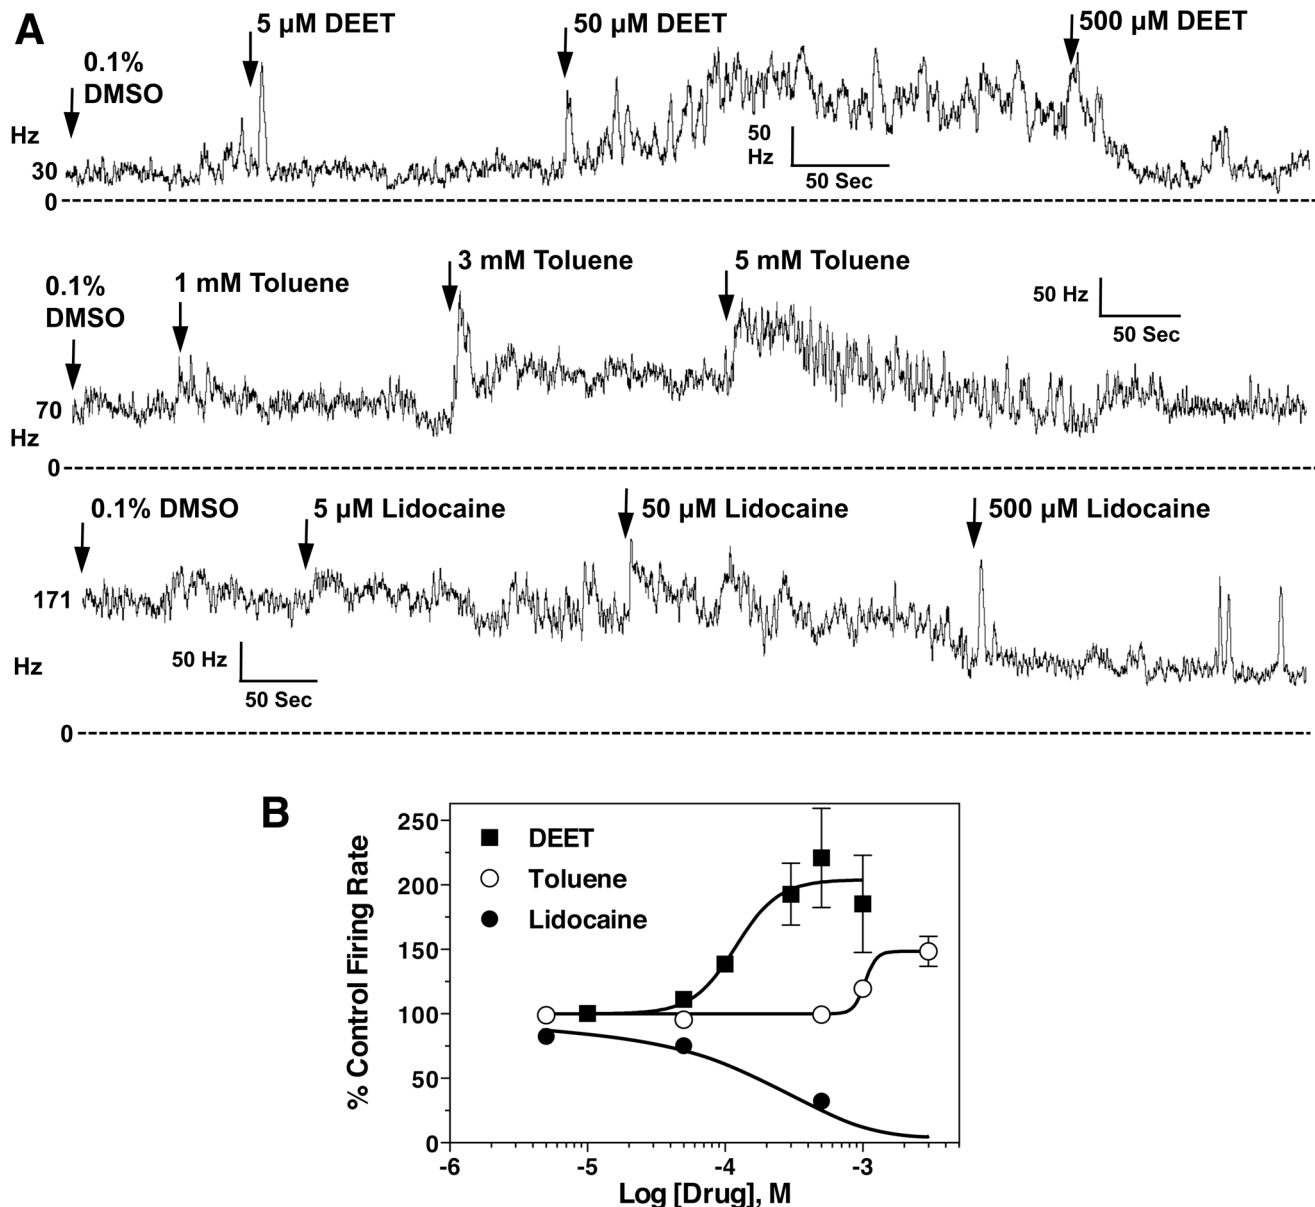 A
5 µM DEET
50 µM DEET
500 µM DEET
0.1%
DMSO
Hz
30
0
50
Hz
50 Sec
0.1%
DMSO
1 mM Toluene
3 mM Toluene
5 mM Toluene
50 Hz
50 Sec
70
Hz
0
0.1% DMSO
5 µM Lidocaine
50 µM Lidocaine
500 µM Lidocaine
171
Hz
50 Hz
50 Sec
0
B
% Control Firing Rate
250
200
150
100
50
0
DEET
Toluene
Lidocaine
-6
-5
-4
-3
Log [Drug], M